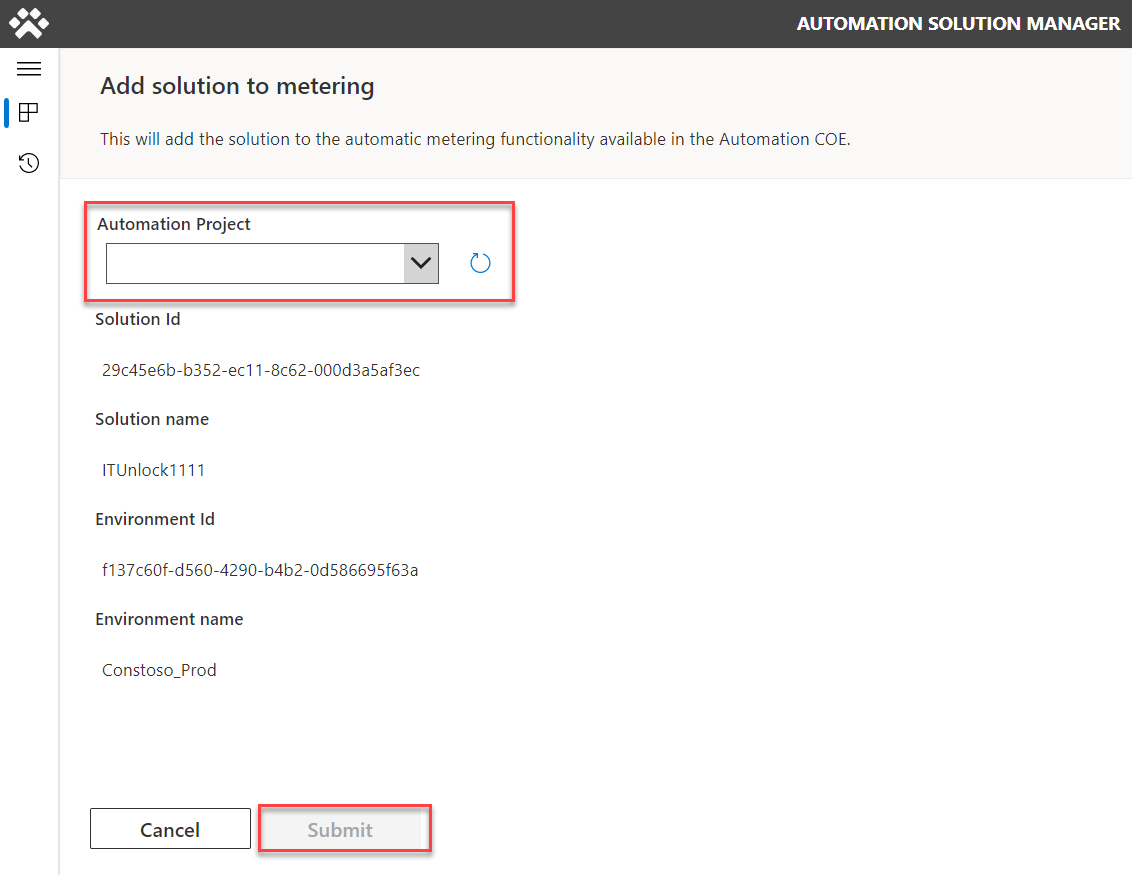 AUTOMATION SOLUTION MANAGER
Add solution to metering
This will add the solution to the automatic metering functionality available in the Automation COE.
Automation Project
Solution Id
29c45e6b-b352-ec11-8c62-000d3a5af3ec
Solution name
ITUnlock1111
Environment Id
f137c60f-d560-4290-b4b2-0d586695f63a
Environment name
Constoso_Prod
Cancel
Submit